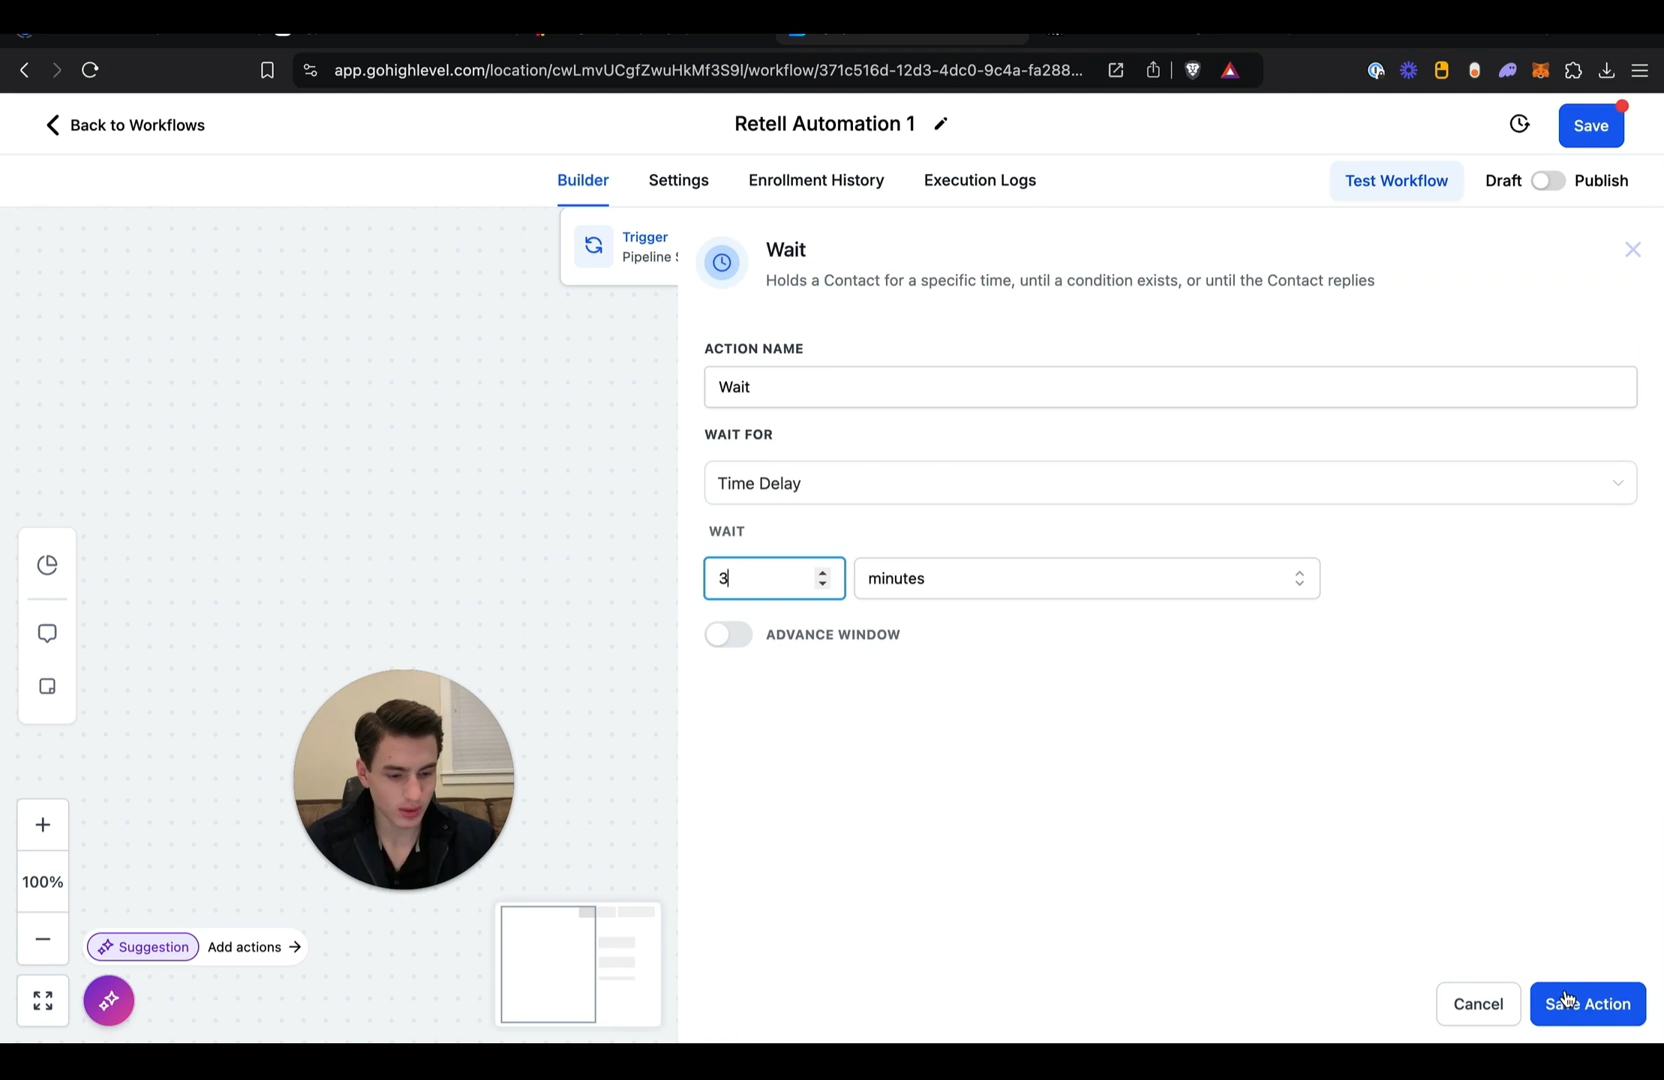 app.gohighlevel.com/location/cwLmvUCgfZwuHkMf3S9I/workflow/371c516d-12d3-4dc0-9c4a-fa288...
Back to Workflows
Retell Automation 1
Save
Builder
Settings
Enrollment History
Execution Logs
Test Workflow
Draft
Publish
Trigger
Pipeline S
Wait
Holds a Contact for a specific time, until a condition exists, or until the Contact replies
ACTION NAME
Wait
WAIT FOR
Time Delay
WAIT
3
minutes
ADVANCE WINDOW
100%
Suggestion
Add actions
Cancel
Save Action